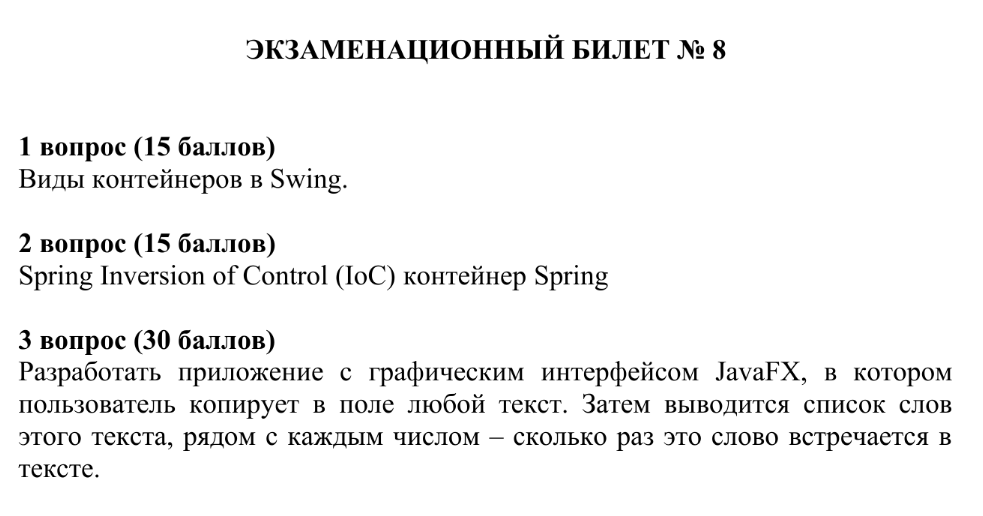 ЭКЗАМЕНАЦИОННЫЙ БИЛЕТ № 8
1 вопрос (15 баллов)
Виды контейнеров в Swing.
2 вопрос (15 баллов)
Spring Inversion of Control (IoC) контейнер Spring
3 вопрос (30 баллов)
Разработать приложение с графическим интерфейсом JavaFX, в котором
пользователь копирует в поле любой текст. Затем выводится список слов
этого текста, рядом с каждым числом – сколько раз это слово встречается в
тексте.